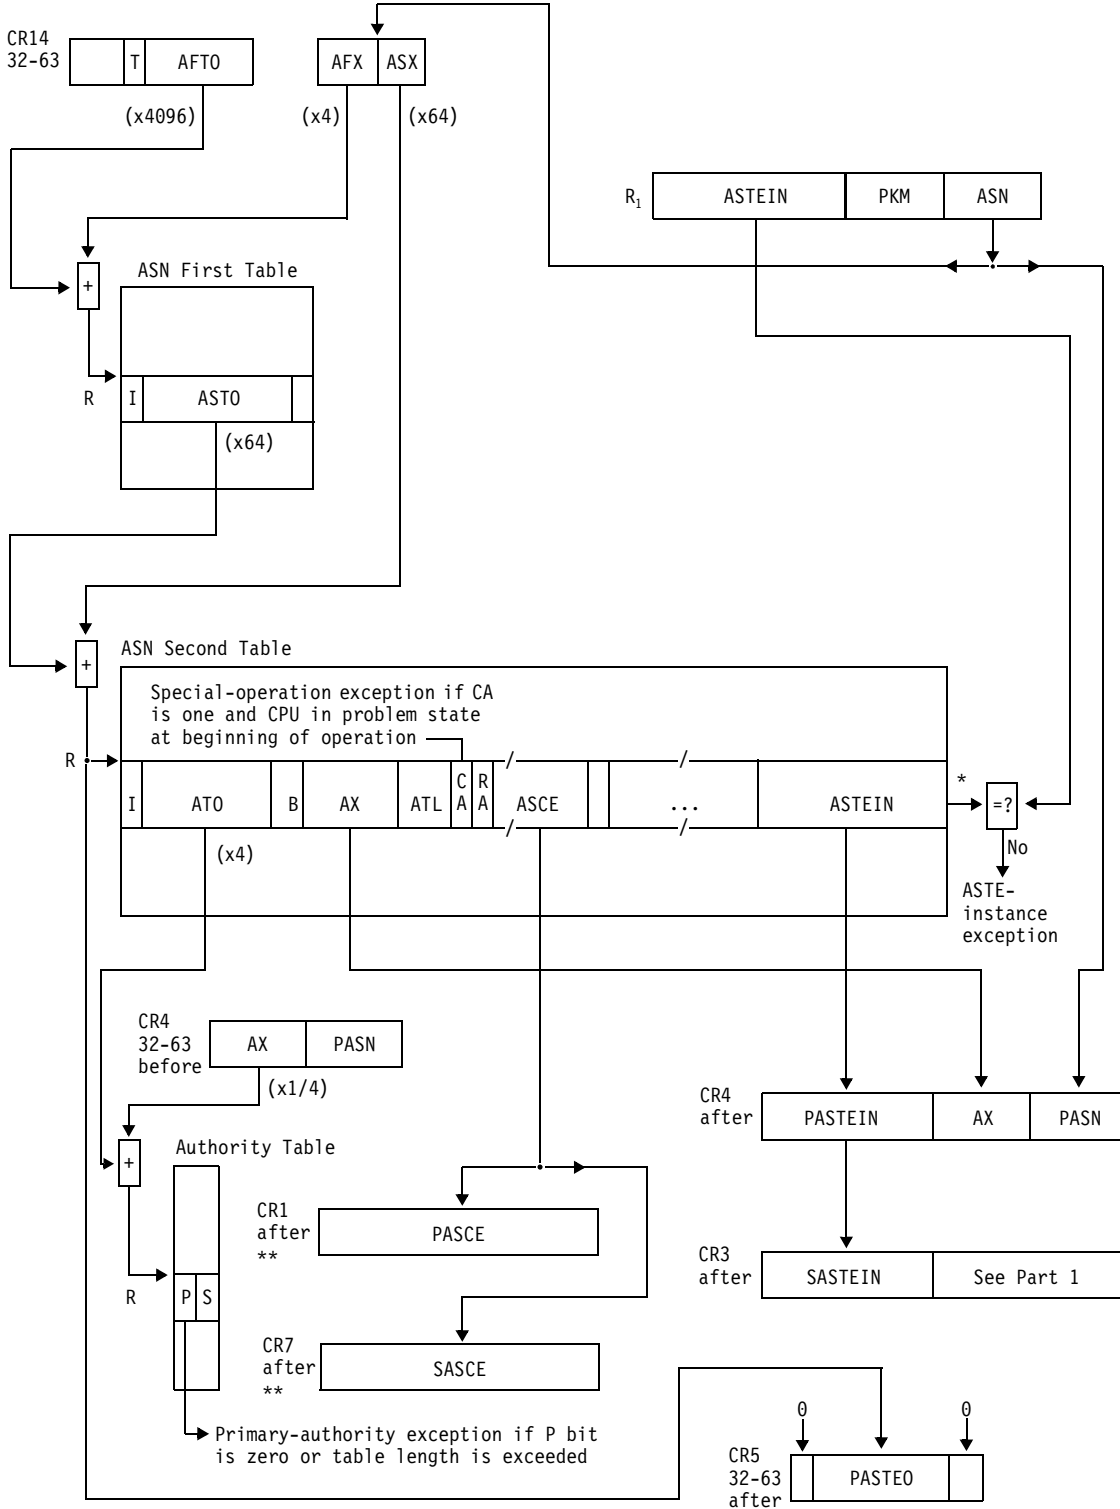 CR14
32-63
T
AFTO
AFX
ASX
(x4096)
(x4)
(x64)
R1
ASTEIN
PKM
ASN
+
ASN First Table
R
I
ASTO
(x64)
+
ASN Second Table
Special-operation exception if CA
is one and CPU in problem state
at beginning of operation
R
I
ATO
B
AX
ATL
CA
RA
ASCE
...
ASTEIN
*
=?
(x4)
No
ASTE-
instance
exception
CR4
32-63
before
AX
PASN
(x1/4)
CR4
after
PASTEIN
AX
PASN
+
Authority Table
CR1
after
**
PASCE
R
P
S
CR3
after
SASTEIN
See Part 1
CR7
after
**
SASCE
Primary-authority exception if P bit
is zero or table length is exceeded
0
0
CR5
32-63
after
PASTEO